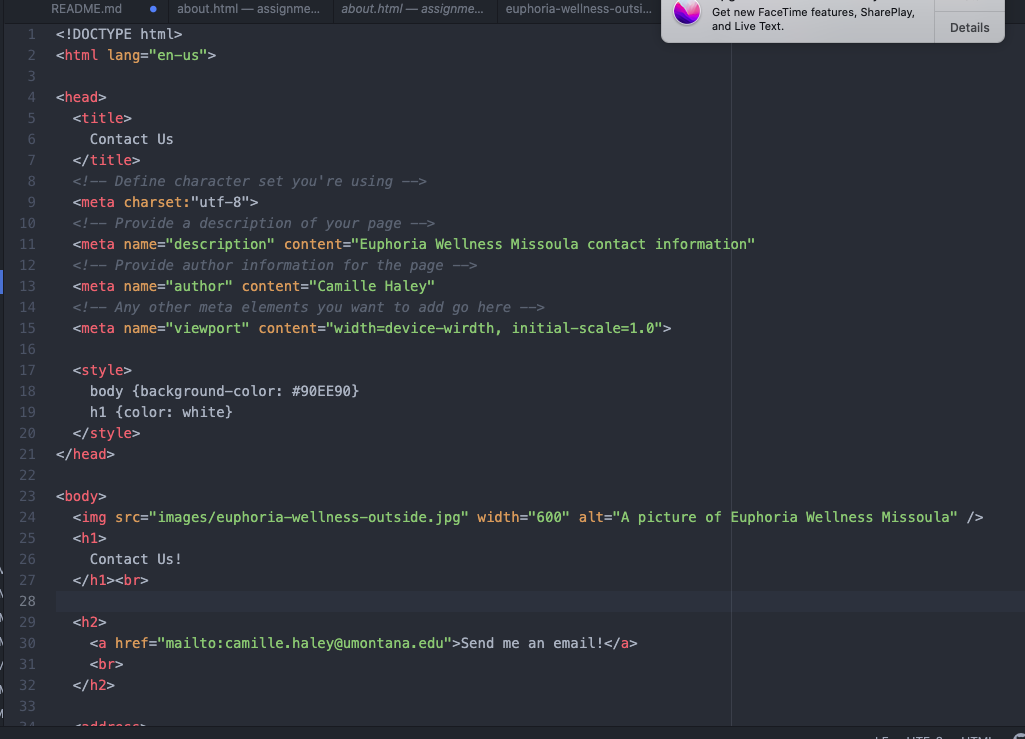 README.md
about.html — assignme...
about.html — assignme...
euphoria-wellness-outsi...
Get new FaceTime features, SharePlay,
and Live Text.
Details
1 <!DOCTYPE html>
2 <html lang="en-us">
3
4 <head>
5 <title>
6 Contact Us
7 </title>
8 <!-- Define character set you're using -->
9 <meta charset:"utf-8">
10 <!-- Provide a description of your page -->
11 <meta name="description" content="Euphoria Wellness Missoula contact information"
12 <!-- Provide author information for the page -->
13 <meta name="author" content="Camille Haley"
14 <!-- Any other meta elements you want to add go here -->
15 <meta name="viewport" content="width=device-wirdth, initial-scale=1.0">
16
17 <style>
18 body {background-color: #90EE90}
19 h1 {color: white}
20 </style>
21 </head>
22
23 <body>
24 <img src="images/euphoria-wellness-outside.jpg" width="600" alt="A picture of Euphoria Wellness Missoula" />
25 <h1>
26 Contact Us!
27 </h1><br>
28
29 <h2>
30 <a href="mailto:camille.haley@umontana.edu">Send me an email!</a>
31 <br>
32 </h2>
33
34 <address>